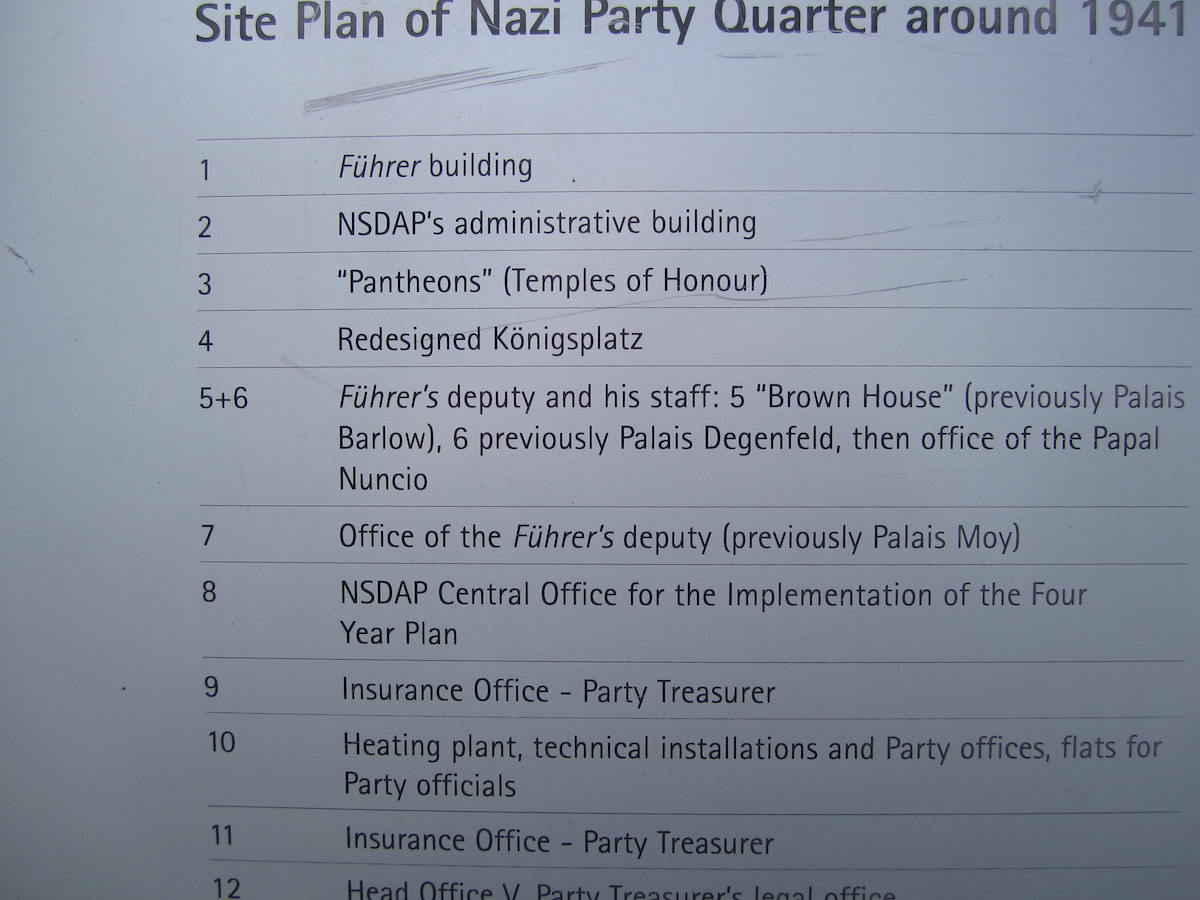 Site Plan of Nazi Party Quarter around 1941
1 Führer building
2 NSDAP's administrative building
3 "Pantheons" (Temples of Honour)
4 Redesigned Königsplatz
5+6 Führer's deputy and his staff: 5 "Brown House" (previously Palais
Barlow), 6 previously Palais Degenfeld, then office of the Papal
Nuncio
7 Office of the Führer's deputy (previously Palais Moy)
8 NSDAP Central Office for the Implementation of the Four
Year Plan
9 Insurance Office - Party Treasurer
10 Heating plant, technical installations and Party offices, flats for
Party officials
11 Insurance Office - Party Treasurer
12 Head Office V, Party Treasurer's legal office